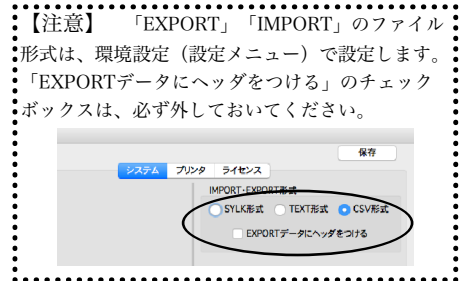 【注意】　「EXPORT」「IMPORT」のファイル
形式は、環境設定（設定メニュー）で設定します。
「EXPORTデータにヘッダをつける」のチェック
ボックスは、必ず外しておいてください。
保存
システム　プリンタ　ライセンス
IMPORT･EXPORT形式
SYLK形式　TEXT形式　CSV形式
EXPORTデータにヘッダをつける